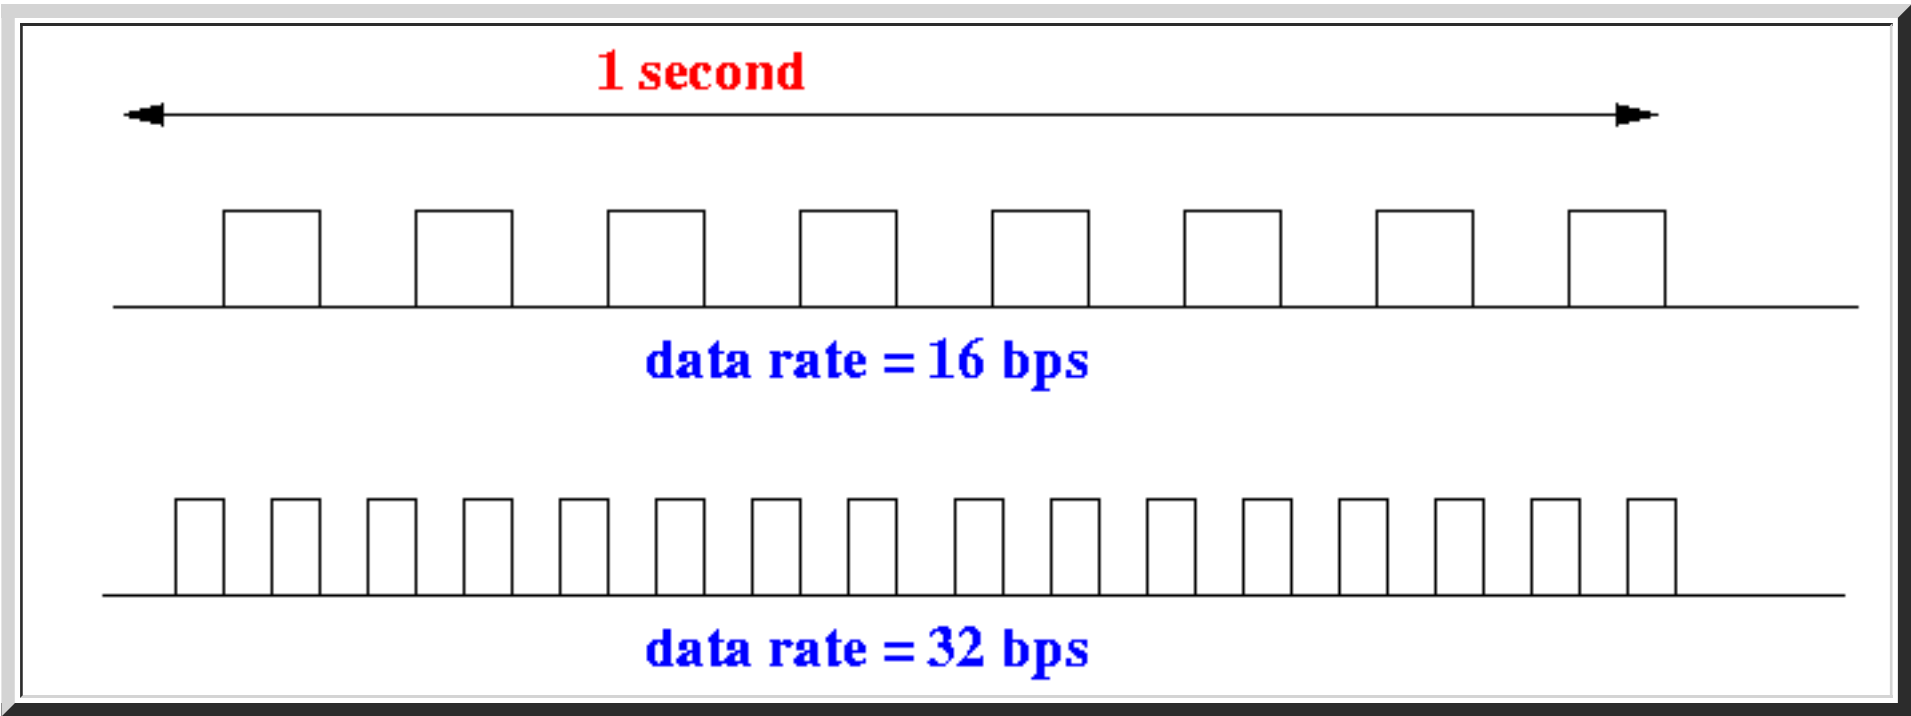 1 second
data rate = 16 bps
data rate = 32 bps